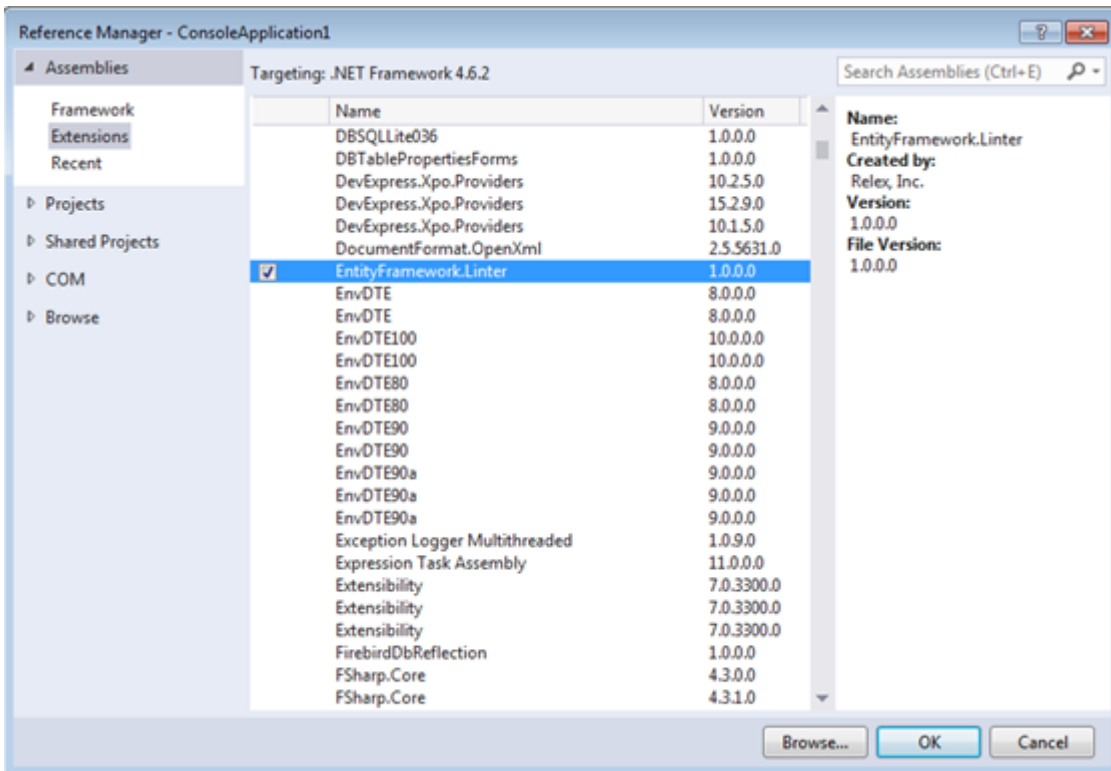 Reference Manager - ConsoleApplication1
Assemblies
Framework
Extensions
Recent
Projects
Shared Projects
COM
Browse
Targeting: .NET Framework 4.6.2
Search Assemblies (Ctrl+E)
Name Version
DBSQLLite036 1.0.0.0
DBTablePropertiesForms 1.0.0.0
DevExpress.Xpo.Providers 10.2.5.0
DevExpress.Xpo.Providers 15.2.9.0
DevExpress.Xpo.Providers 10.1.5.0
DocumentFormat.OpenXml 2.5.5631.0
EntityFramework.Linter 1.0.0.0
EnvDTE 8.0.0.0
EnvDTE 8.0.0.0
EnvDTE100 10.0.0.0
EnvDTE100 10.0.0.0
EnvDTE80 8.0.0.0
EnvDTE80 8.0.0.0
EnvDTE90 9.0.0.0
EnvDTE90 9.0.0.0
EnvDTE90a 9.0.0.0
EnvDTE90a 9.0.0.0
EnvDTE90a 9.0.0.0
Exception Logger Multithreaded 1.0.9.0
Expression Task Assembly 11.0.0.0
Extensibility 7.0.3300.0
Extensibility 7.0.3300.0
Extensibility 7.0.3300.0
FirebirdDbReflection 1.0.0.0
FSharp.Core 4.3.0.0
FSharp.Core 4.3.1.0
Name:
EntityFramework.Linter
Created by:
Relex, Inc.
Version:
1.0.0.0
File Version:
1.0.0.0
Browse...
OK
Cancel